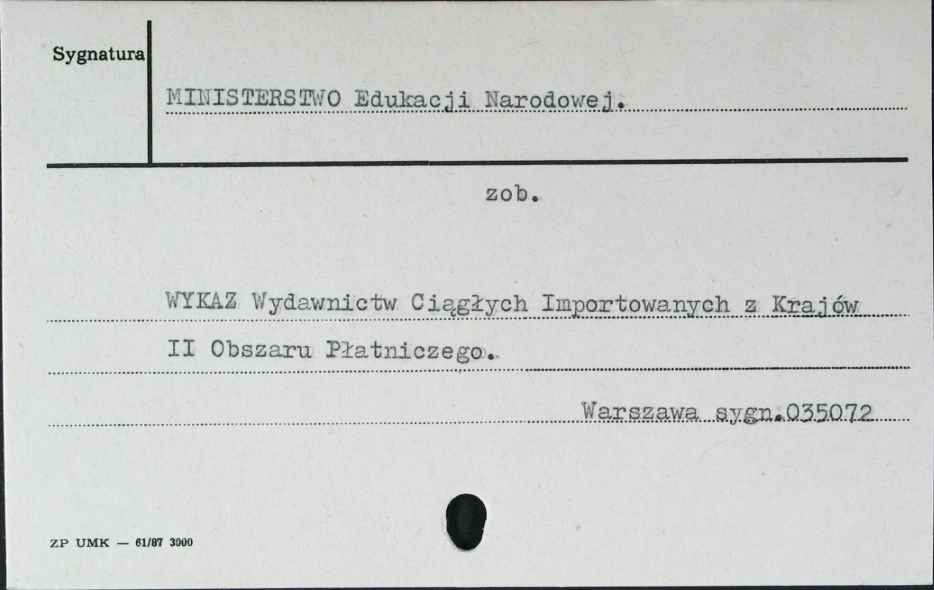 Sygnatura
MINISTERSTWO Edukacji Narodowej.
zob.
WYKAZ Wydawnictw Ciągłych Importowanych z Krajów
II Obszaru Płatniczego.
Warszawa sygn.035072
ZP UMK — 61/87 3000